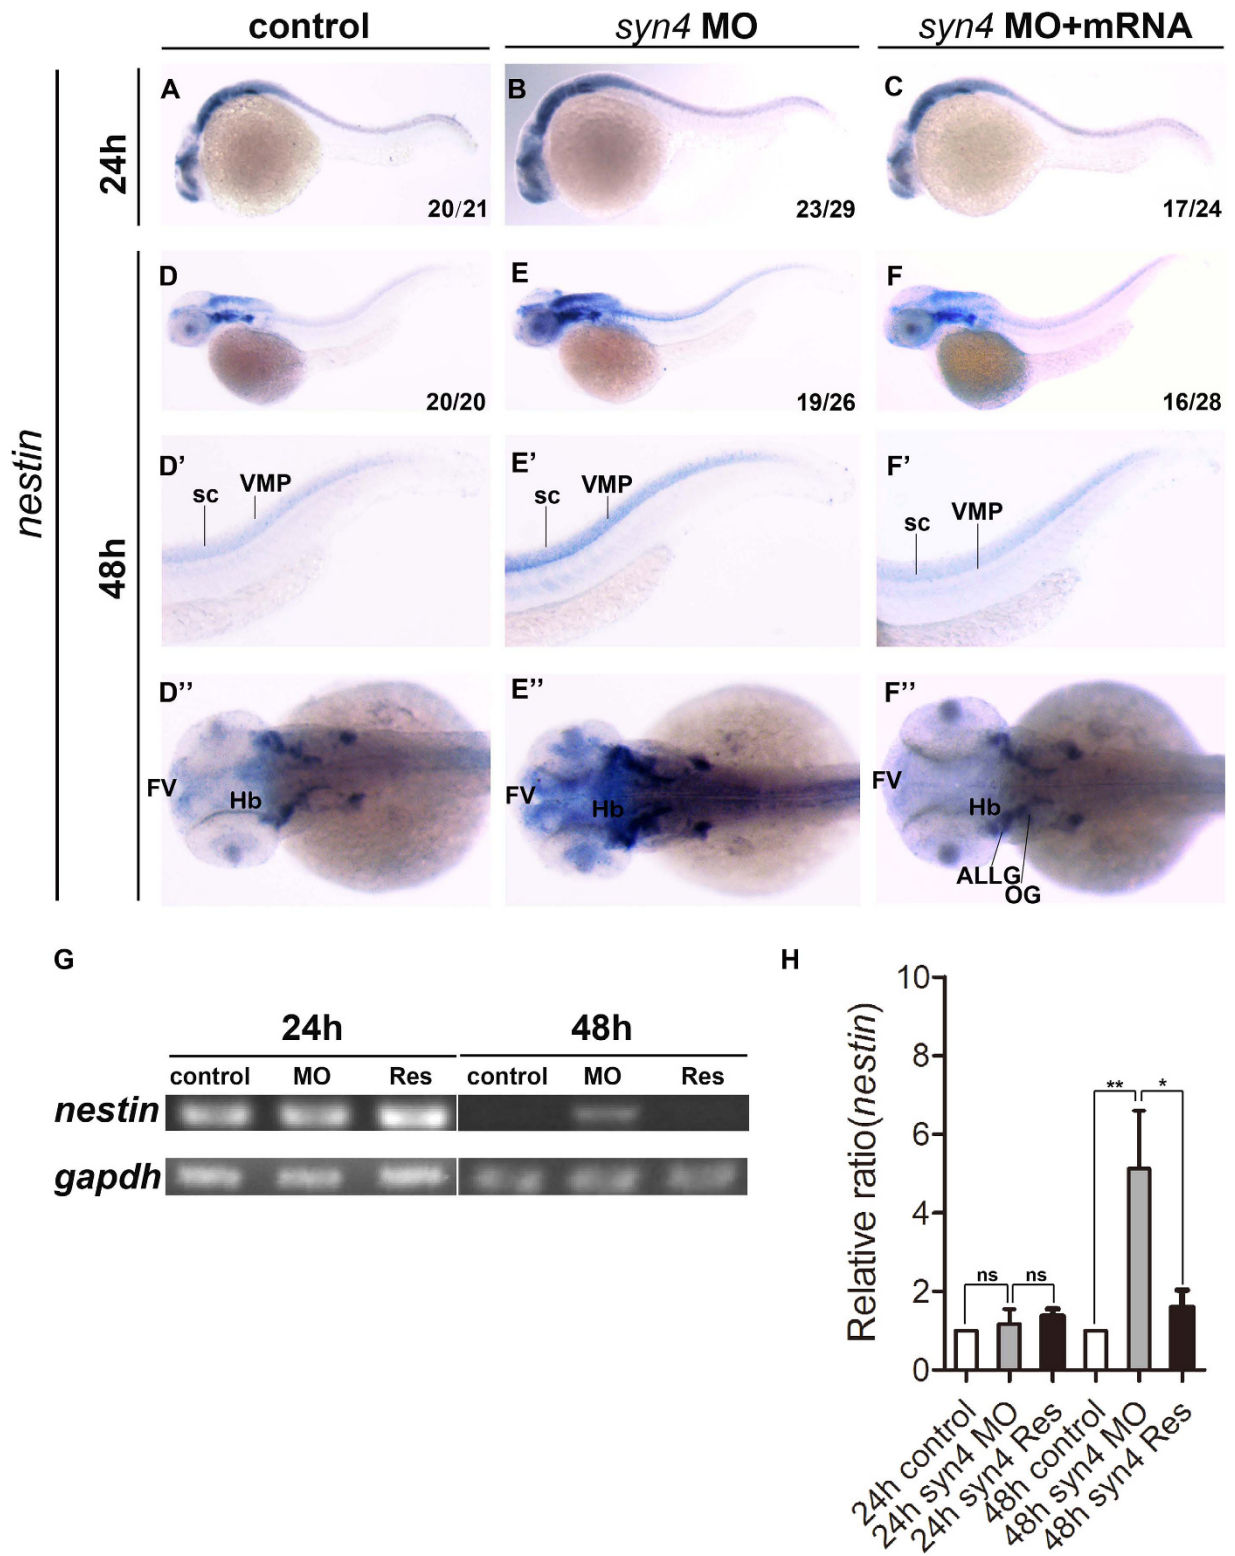 control
syn4 MO
syn4 MO+mRNA
nestin
24h
A
20/21
B
23/29
C
17/24
48h
D
20/20
E
19/26
F
16/28
D’
sc
VMP
E’
sc
VMP
F’
sc
VMP
D’’
FV
Hb
E’’
FV
Hb
F’’
FV
Hb
ALLG
OG
G
24h
48h
control MO Res control MO Res
nestin
gapdh
H
Relative ratio(nestin)
10
8
6
4
2
0
ns
ns
**
*
24h control
24h syn4 MO
24h syn4 Res
48h control
48h syn4 MO
48h syn4 Res